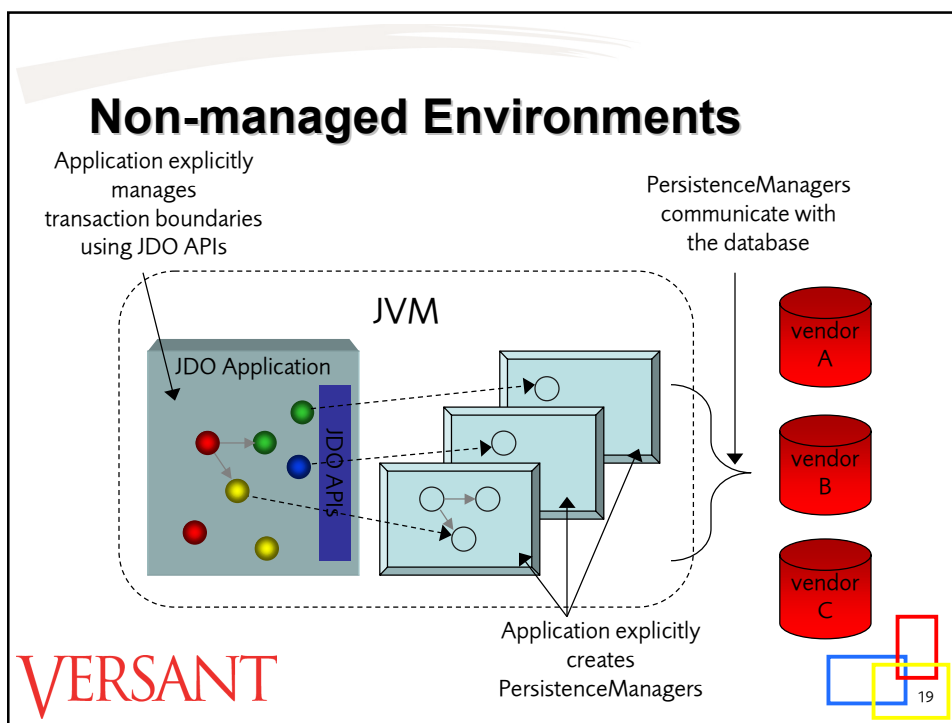 Non-managed Environments
Application explicitly
manages
transaction boundaries
using JDO APIs
PersistenceManagers
communicate with
the database
JVM
JDO Application
JDO APIs
vendor
A
vendor
B
vendor
C
Application explicitly
creates
PersistenceManagers
VERSANT
19